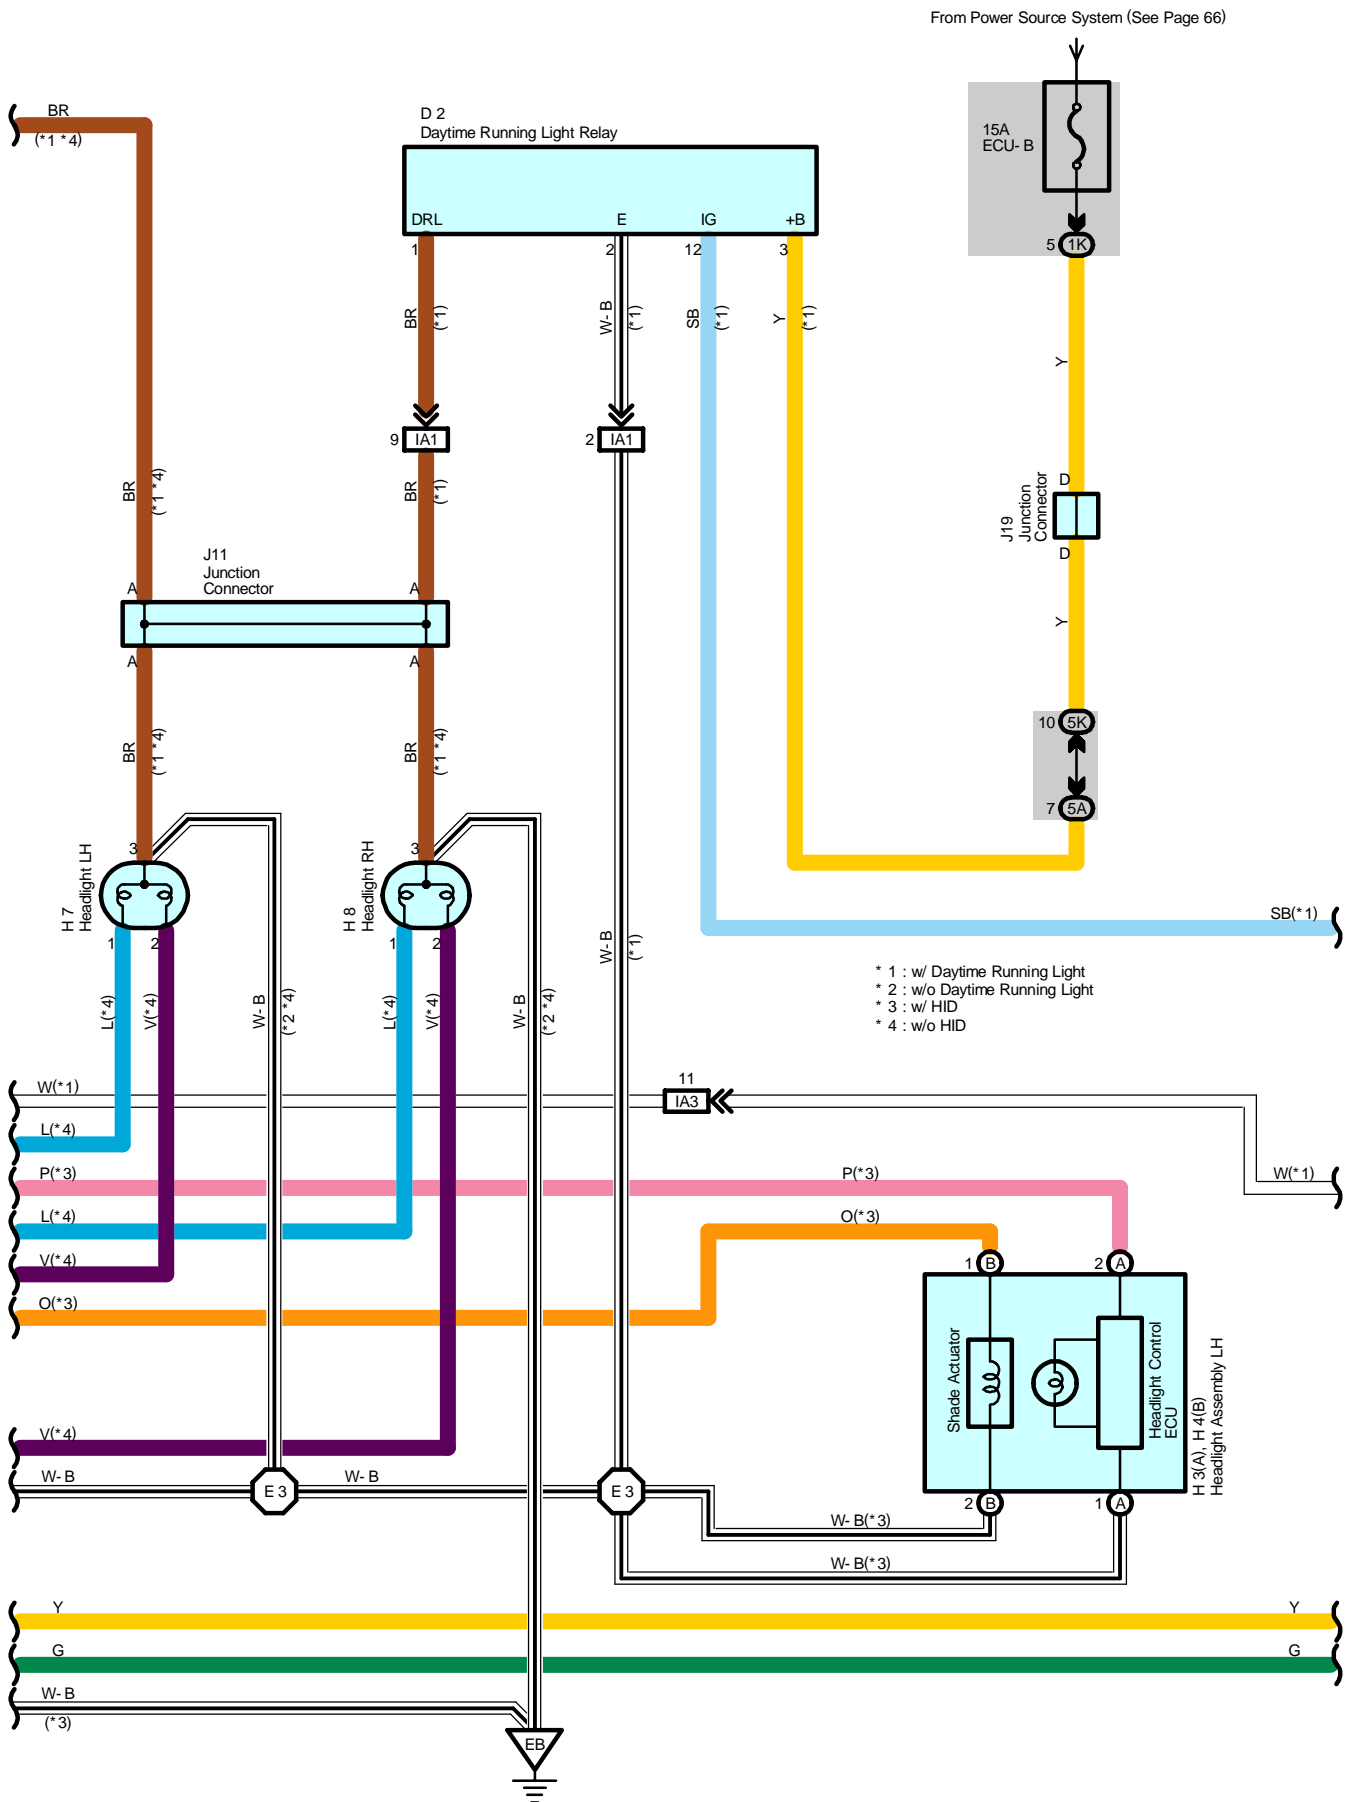 From Power Source System (See Page 66)
BR
(*1 *4)
D 2
Daytime Running Light Relay
15A
ECU- B
DRL
E
IG
+B
1
2
12
3
5
1K
BR
(*1)
W- B
(*1)
SB
(*1)
Y
(*1)
Y
9
IA1
2
IA1
BR
(*1 *4)
BR
(*1)
D
J19
Junction
Connector
D
J11
Junction
Connector
A
A
A
A
Y
BR
(*1 *4)
BR
(*1 *4)
10
5K
7
5A
3
3
H 7
Headlight LH
H 8
Headlight RH
1
2
1
2
SB(*1)
W- B
(*1)
* 1 : w/ Daytime Running Light
* 2 : w/o Daytime Running Light
* 3 : w/ HID
* 4 : w/o HID
L(*4)
V(*4)
W- B
(*2 *4)
L(*4)
V(*4)
W- B
(*2 *4)
W(*1)
11
IA3
L(*4)
P(*3)
P(*3)
W(*1)
L(*4)
O(*3)
V(*4)
1
B
2
A
O(*3)
Shade Actuator
Headlight Control
ECU
H 3(A), H 4(B)
Headlight Assembly LH
V(*4)
W- B
E 3
W- B
E 3
2
B
1
A
W- B(*3)
W- B(*3)
Y
Y
G
G
W- B
(*3)
EB